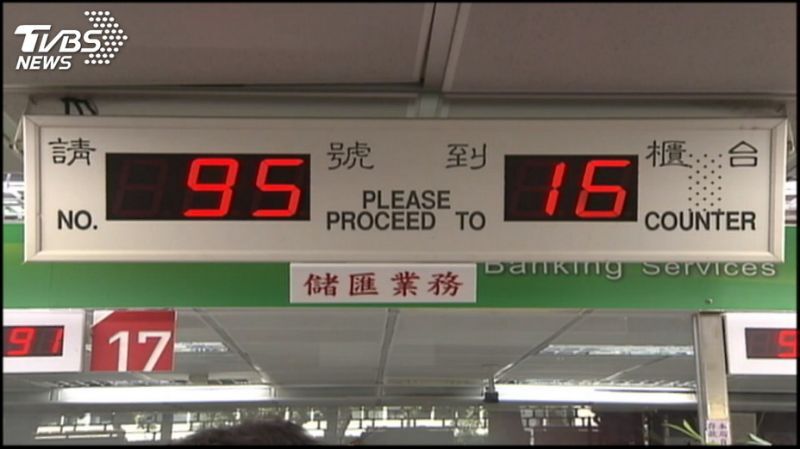 TVBS
NEWS
請 95 號 到 16 櫃 台
NO. PLEASE PROCEED TO COUNTER
Banking Services
儲匯業務
91
17